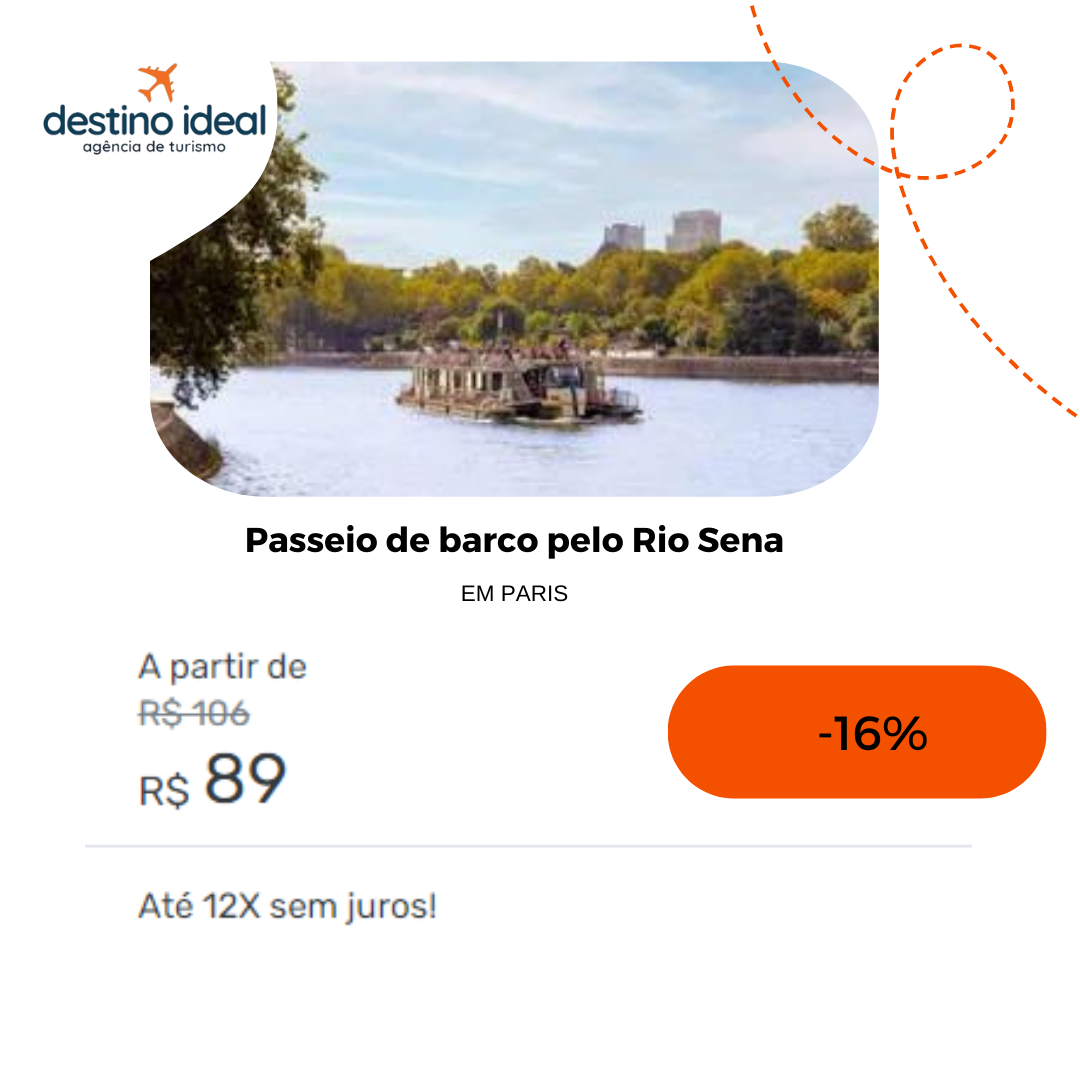 destino ideal
agência de turismo
Passeio de barco pelo Rio Sena
EM PARIS
A partir de
R$ 106
R$ 89
-16%
Até 12X sem juros!